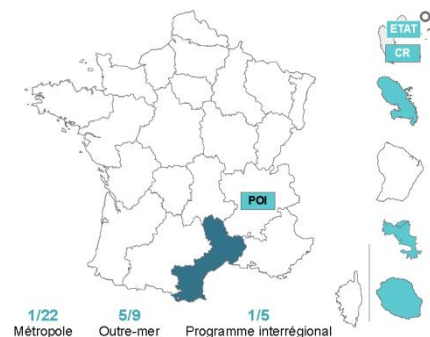 ETAT
CR
POI
1/22
Métropole
5/9
Outre-mer
1/5
Programme interrégional